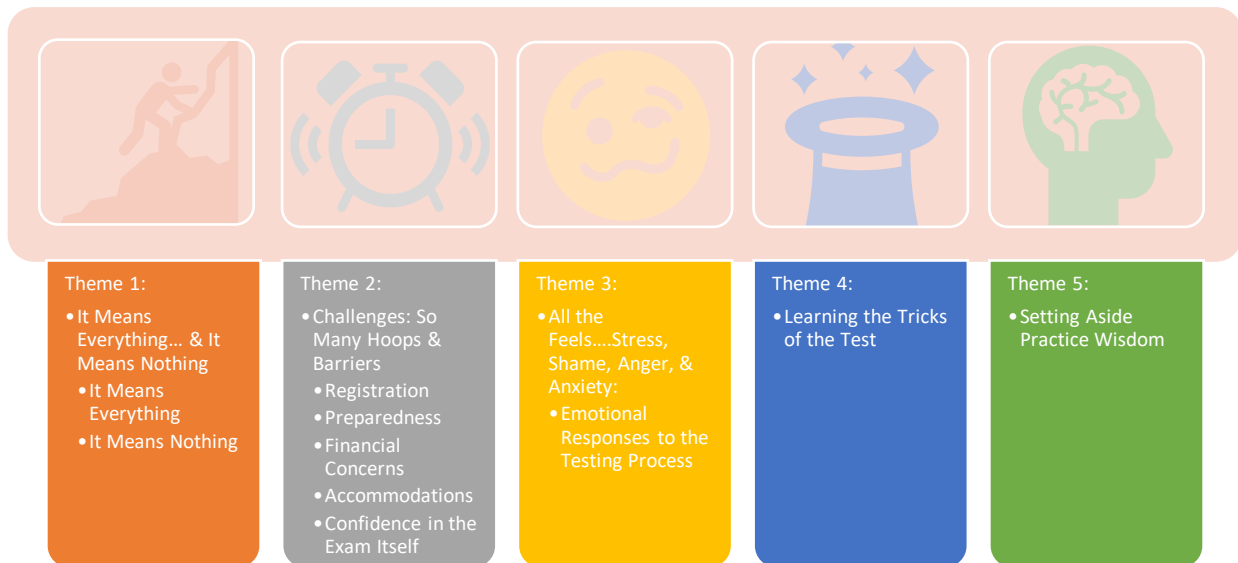 Theme 1:
•It Means
Everything... & It
Means Nothing
•It Means
Everything
•It Means Nothing
Theme 2:
•Challenges: So
Many Hoops &
Barriers
•Registration
•Preparedness
•Financial
Concerns
•Accommodations
•Confidence in the
Exam Itself
Theme 3:
•All the
Feels....Stress,
Shame, Anger, &
Anxiety:
•Emotional
Responses to the
Testing Process
Theme 4:
•Learning the Tricks
of the Test
Theme 5:
•Setting Aside
Practice Wisdom